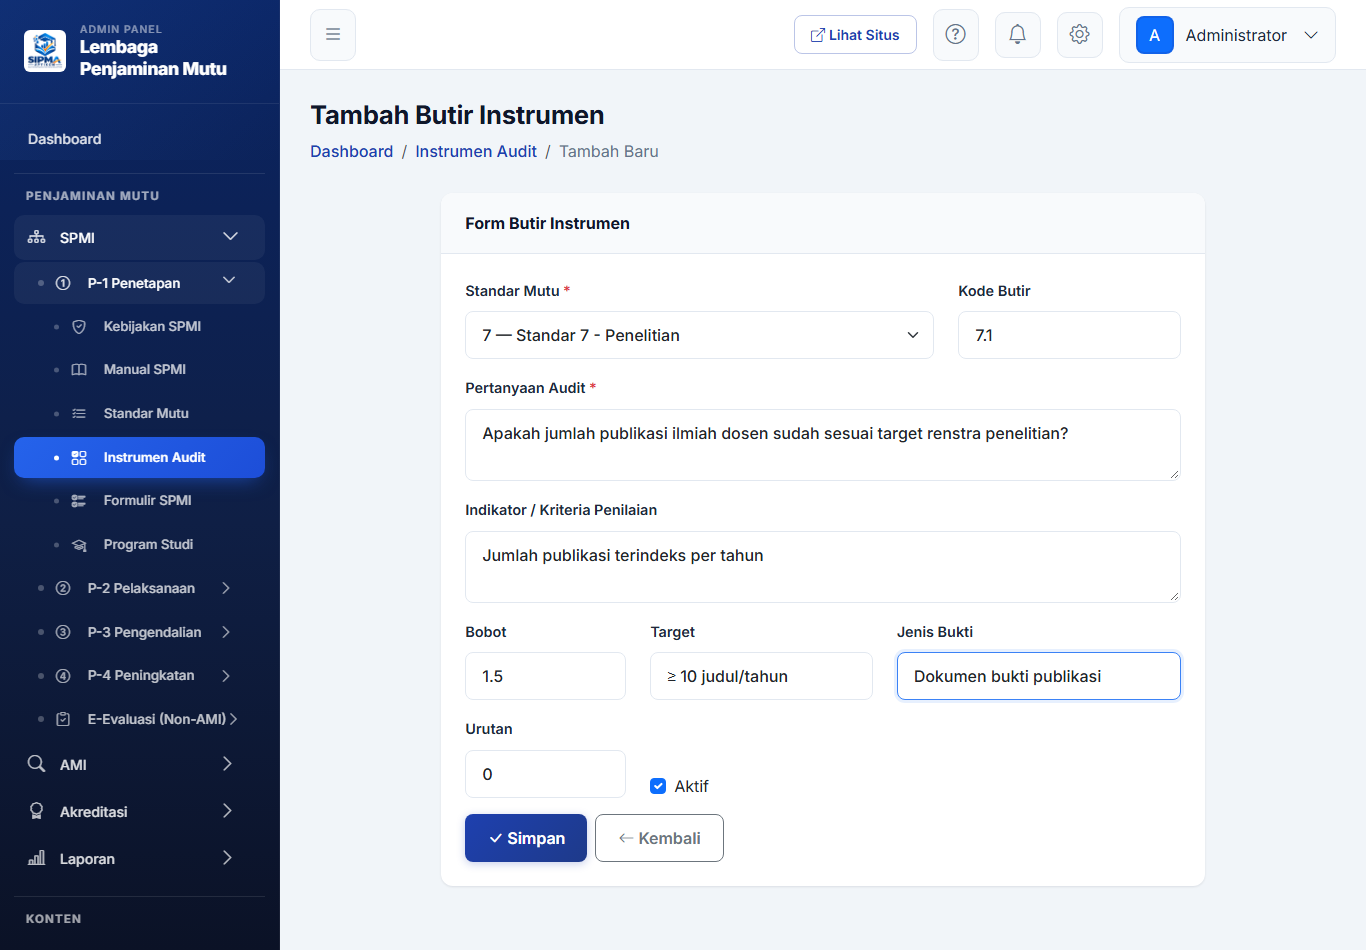 SIPMA
ADMIN PANEL
Lembaga
Penjaminan Mutu
Lihat Situs
A
Administrator
Dashboard
PENJAMINAN MUTU
SPMI
1 P-1 Penetapan
Kebijakan SPMI
Manual SPMI
Standar Mutu
Instrumen Audit
Formulir SPMI
Program Studi
2 P-2 Pelaksanaan
3 P-3 Pengendalian
4 P-4 Peningkatan
E-Evaluasi (Non-AMI)
AMI
Akreditasi
Laporan
KONTEN
Tambah Butir Instrumen
Dashboard / Instrumen Audit / Tambah Baru
Form Butir Instrumen
Standar Mutu *
Kode Butir
7 — Standar 7 - Penelitian
7.1
Pertanyaan Audit *
Apakah jumlah publikasi ilmiah dosen sudah sesuai target renstra penelitian?
Indikator / Kriteria Penilaian
Jumlah publikasi terindeks per tahun
Bobot
Target
Jenis Bukti
1.5
≥ 10 judul/tahun
Dokumen bukti publikasi
Urutan
0
Aktif
Simpan
Kembali